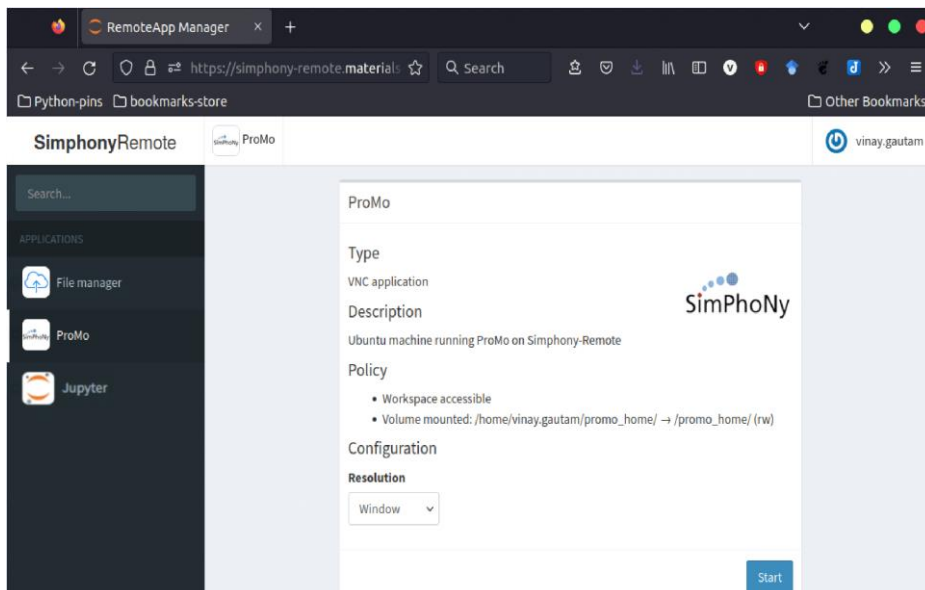 RemoteApp Manager
https://simphony-remote.materials
Search
Python-pins bookmarks-store
Other Bookmarks
SimphonyRemote
SimPhoNy ProMo
vinay.gautam
Search...
APPLICATIONS
File manager
SimPhoNy ProMo
Jupyter
ProMo
Type
VNC application
SimPhoNy
Description
Ubuntu machine running ProMo on Simphony-Remote
Policy
• Workspace accessible
• Volume mounted: /home/vinay.gautam/promo_home/ → /promo_home/ (rw)
Configuration
Resolution
Window
Start